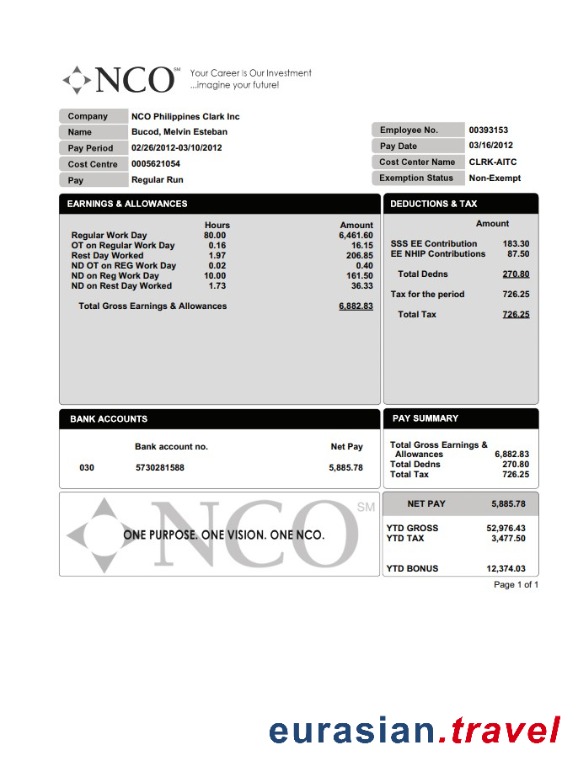 NCO SM Your Career Is Our Investment
...imagine your future!
Company NCO Philippines Clark Inc
Name Bucod, Melvin Esteban
Pay Period 02/26/2012-03/10/2012
Cost Centre 0005621054
Pay Regular Run
Employee No. 00393153
Pay Date 03/16/2012
Cost Center Name CLRK-AITC
Exemption Status Non-Exempt
EARNINGS & ALLOWANCES
Hours Amount
Regular Work Day 80.00 6,461.60
OT on Regular Work Day 0.16 16.15
Rest Day Worked 1.97 206.85
ND OT on REG Work Day 0.02 0.40
ND on Reg Work Day 10.00 161.50
ND on Rest Day Worked 1.73 36.33
Total Gross Earnings & Allowances 6,882.83
DEDUCTIONS & TAX
Amount
SSS EE Contribution 183.30
EE NHIP Contributions 87.50
Total Dedns 270.80
Tax for the period 726.25
Total Tax 726.25
BANK ACCOUNTS
Bank account no. Net Pay
030 5730281588 5,885.78
PAY SUMMARY
Total Gross Earnings &
Allowances 6,882.83
Total Dedns 270.80
Total Tax 726.25
NCO SM
ONE PURPOSE. ONE VISION. ONE NCO.
NET PAY 5,885.78
YTD GROSS 52,976.43
YTD TAX 3,477.50
YTD BONUS 12,374.03
Page 1 of 1
eurasian.travel